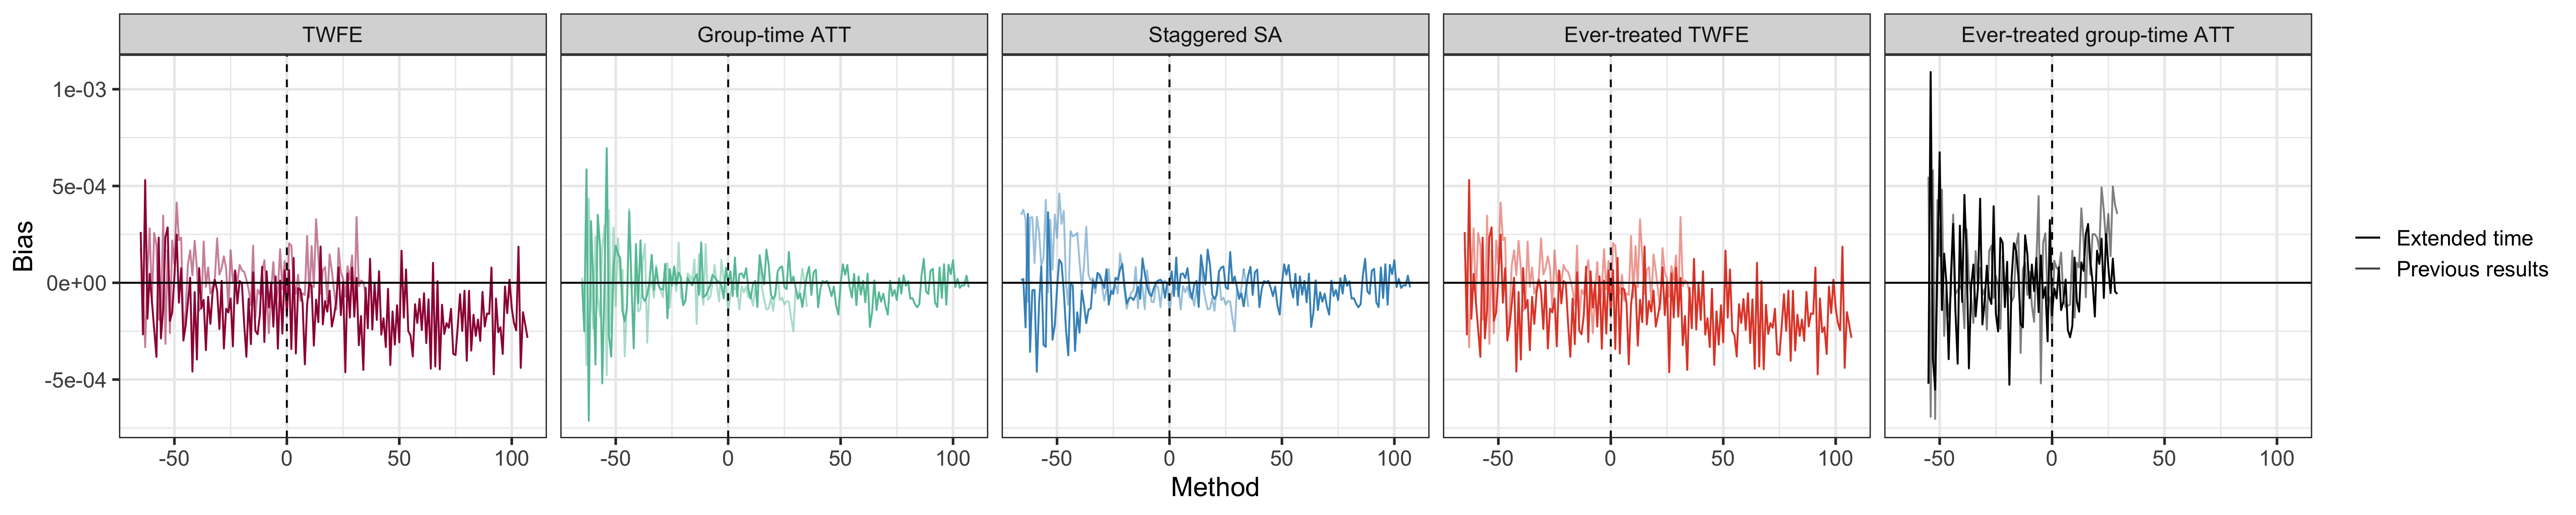 TWFE
Group-time ATT
Staggered SA
Ever-treated TWFE
Ever-treated group-time ATT
Bias
1e-03
5e-04
0e+00
-5e-04
-50 0 50 100
-50 0 50 100
-50 0 50 100
-50 0 50 100
-50 0 50 100
Method
Extended time
Previous results